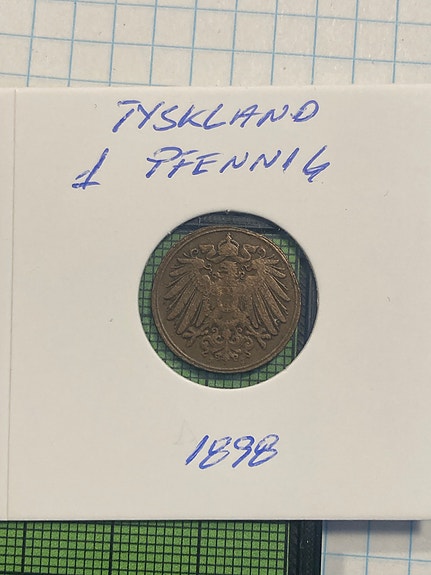 TYSKLAND
1 PFENNIG
1898